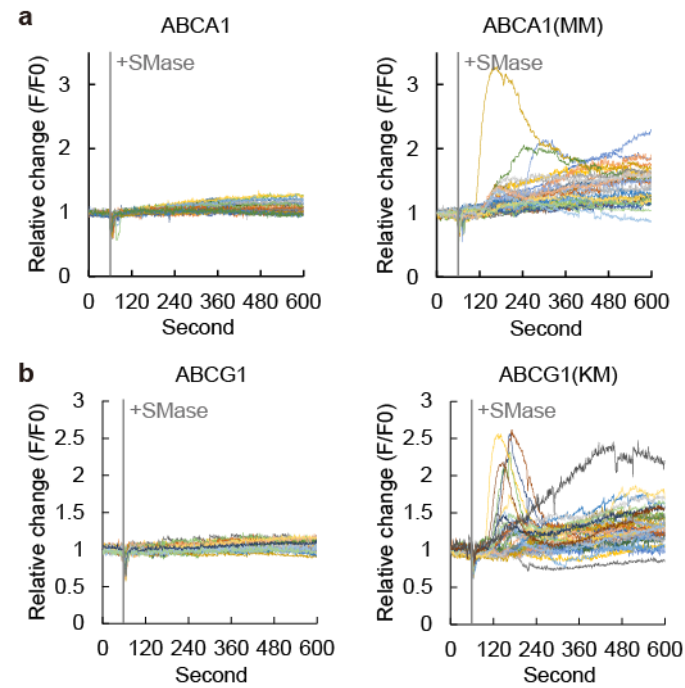 a
ABCA1
ABCA1(MM)
Relative change (F/F0)
3
2
1
0
+SMase
0 120 240 360 480 600
Second
Relative change (F/F0)
3
2
1
0
+SMase
0 120 240 360 480 600
Second
b
ABCG1
ABCG1(KM)
Relative change (F/F0)
3
2.5
2
1.5
1
0.5
0
+SMase
0 120 240 360 480 600
Second
Relative change (F/F0)
3
2.5
2
1.5
1
0.5
0
+SMase
0 120 240 360 480 600
Second